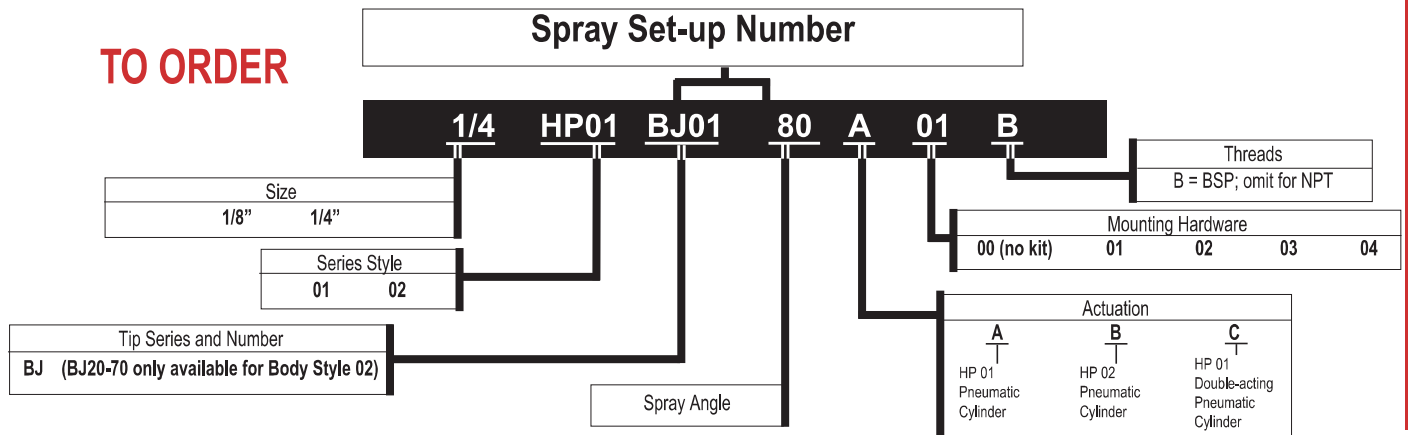 Spray Set-up Number
TO ORDER
1/4 HP01 BJ01 80 A 01 B
Threads
B = BSP; omit for NPT
Size
1/8” 1/4”
Mounting Hardware
00 (no kit) 01 02 03 04
Series Style
01 02
Actuation
A B C
HP 01
Pneumatic
Cylinder
HP 02
Pneumatic
Cylinder
HP 01
Double-acting
Pneumatic
Cylinder
Tip Series and Number
BJ (BJ20-70 only available for Body Style 02)
Spray Angle